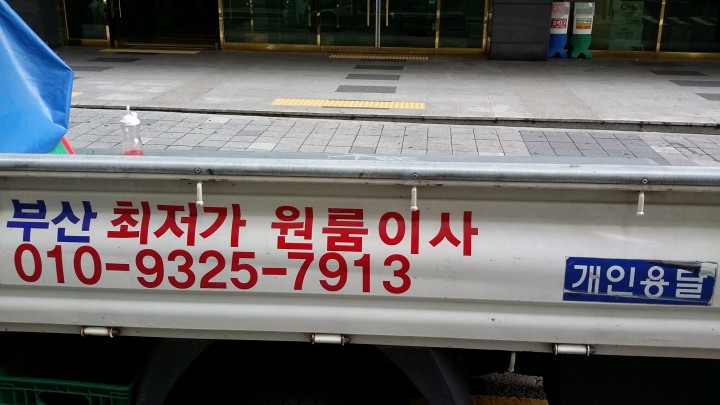 부산 최저가 원룸이사
010-9325-7913
개인용달